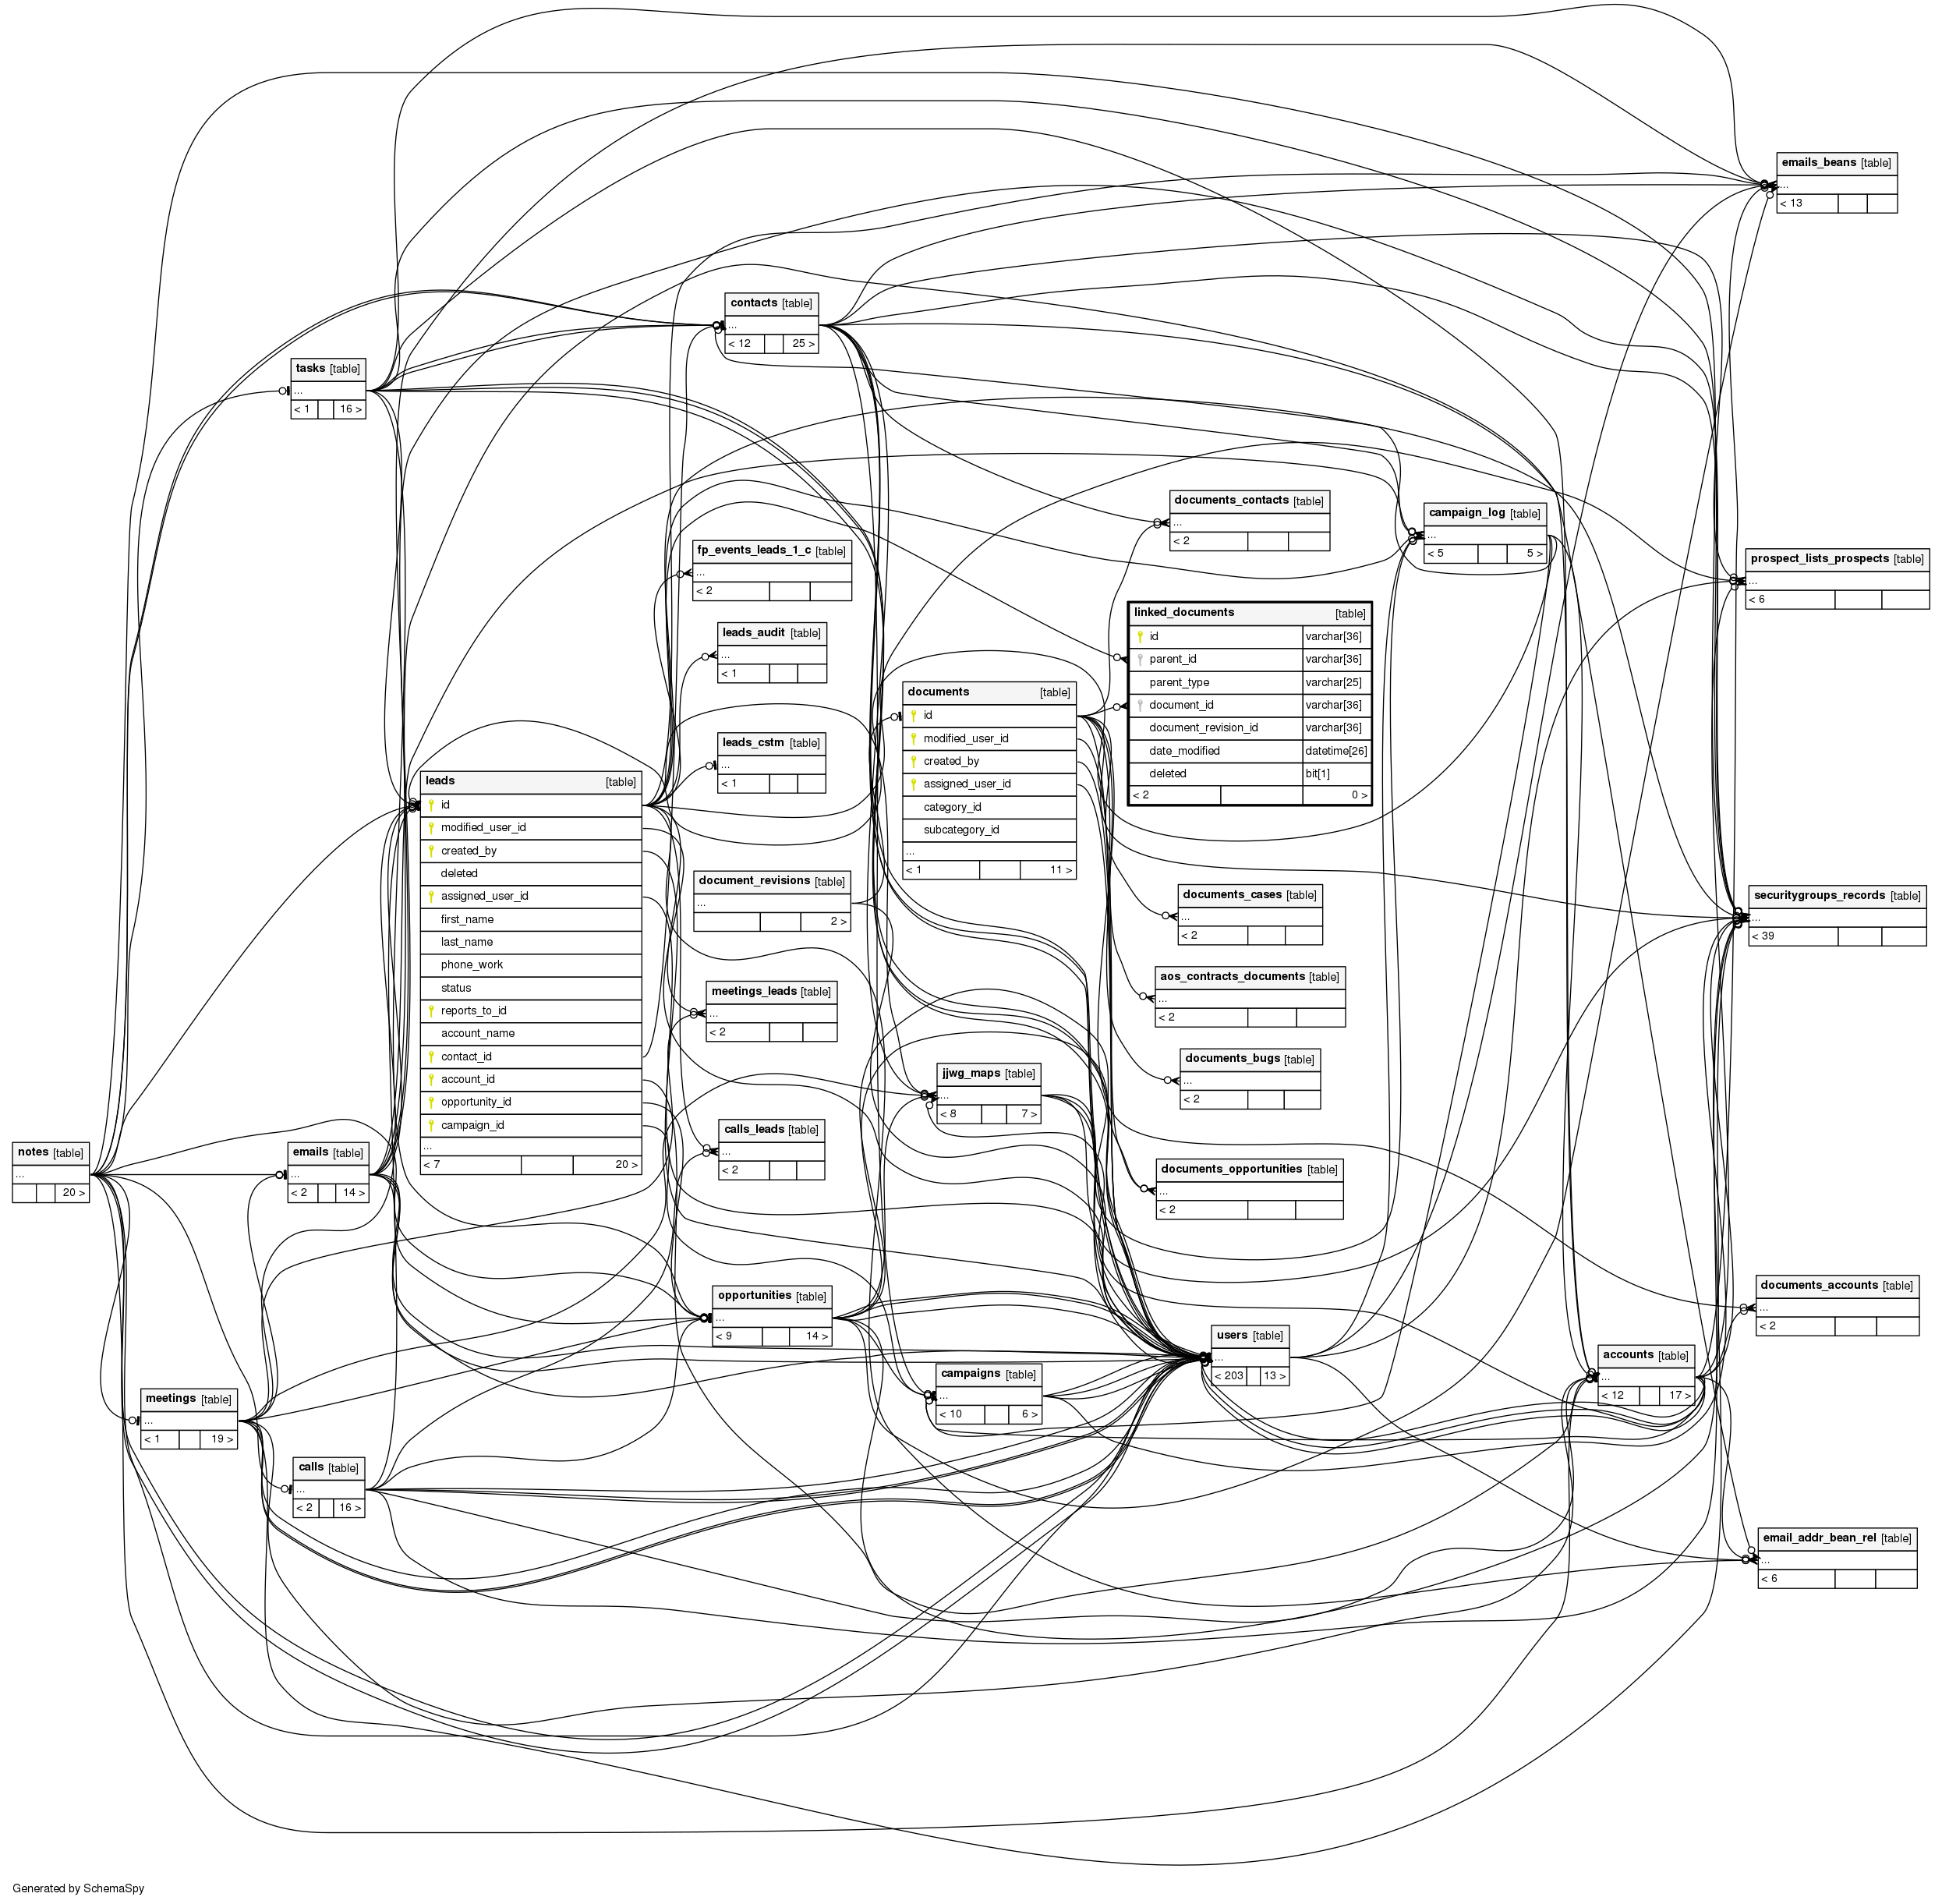 emails_beans [table]
...
< 13
contacts [table]
...
< 12 25 >
tasks [table]
...
< 1 16 >
documents_contacts [table]
...
< 2
campaign_log [table]
...
< 5 5 >
fp_events_leads_1_c [table]
...
< 2
prospect_lists_prospects [table]
...
< 6
linked_documents [table]
id varchar[36]
parent_id varchar[36]
parent_type varchar[25]
document_id varchar[36]
document_revision_id varchar[36]
date_modified datetime[26]
deleted bit[1]
< 2 0 >
leads_audit [table]
...
< 1
documents [table]
id
modified_user_id
created_by
assigned_user_id
category_id
subcategory_id
...
< 1 11 >
leads_cstm [table]
...
< 1
leads [table]
id
modified_user_id
created_by
deleted
assigned_user_id
first_name
last_name
phone_work
status
reports_to_id
account_name
contact_id
account_id
opportunity_id
campaign_id
...
< 7 20 >
document_revisions [table]
...
2 >
documents_cases [table]
...
< 2
securitygroups_records [table]
...
< 39
aos_contracts_documents [table]
...
< 2
meetings_leads [table]
...
< 2
documents_bugs [table]
...
< 2
jjwg_maps [table]
...
< 8 7 >
calls_leads [table]
...
< 2
notes [table]
...
20 >
emails [table]
...
< 2 14 >
documents_opportunities [table]
...
< 2
documents_accounts [table]
...
< 2
opportunities [table]
...
< 9 14 >
users [table]
...
< 203 13 >
accounts [table]
...
< 12 17 >
campaigns [table]
...
< 10 6 >
meetings [table]
...
< 1 19 >
calls [table]
...
< 2 16 >
email_addr_bean_rel [table]
...
< 6
Generated by SchemaSpy